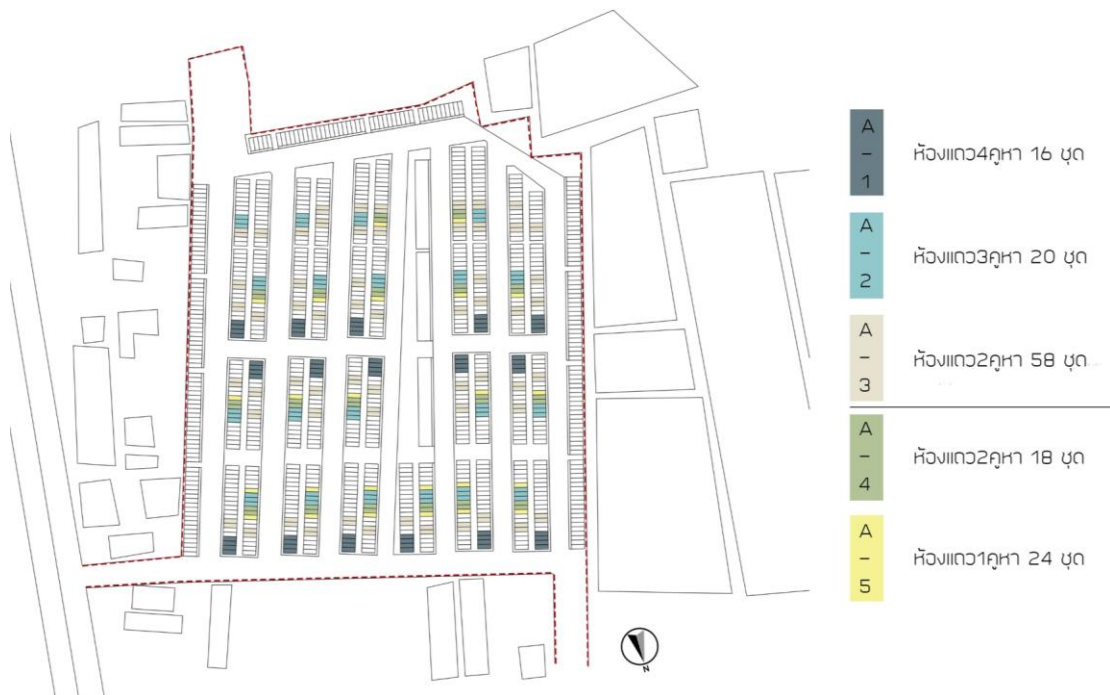 A
-
1
ห้องแถว4คูหา 16 ชุด
A
-
2
ห้องแถว3คูหา 20 ชุด
A
-
3
ห้องแถว2คูหา 58 ชุด
A
-
4
ห้องแถว2คูหา 18 ชุด
A
-
5
ห้องแถว1คูหา 24 ชุด
N